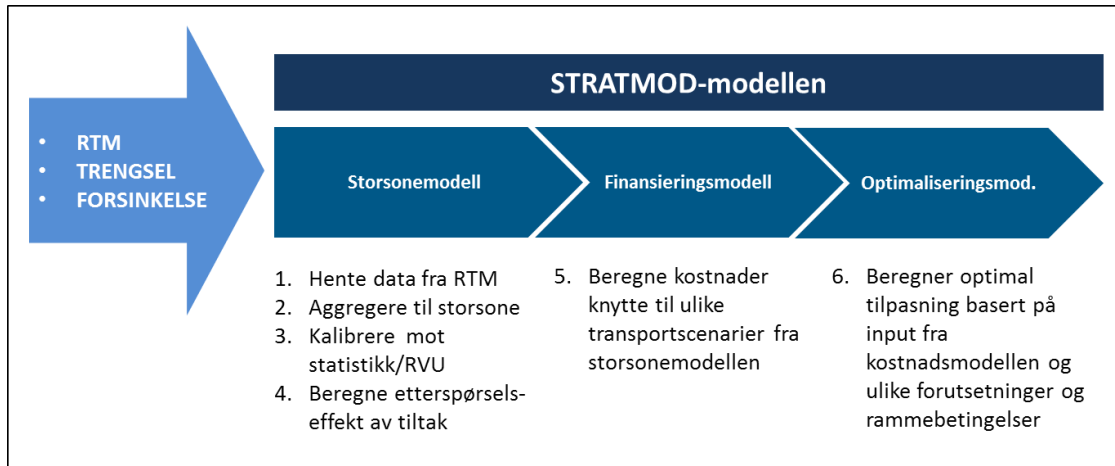 STRATMOD-modellen
• RTM
• TRENGSEL
• FORSINKELSE
Storsonemodell
Finansieringsmodell
Optimaliseringsmod.
1. Hente data fra RTM
2. Aggregere til storsone
3. Kalibrere mot
statistikk/RVU
4. Beregne etterspørsels-
effekt av tiltak
5. Beregne kostnader
knytte til ulike
transportscenarier fra
storsonemodellen
6. Beregner optimal
tilpasning basert på
input fra
kostnadsmodellen og
ulike forutsetninger og
rammebetingelser